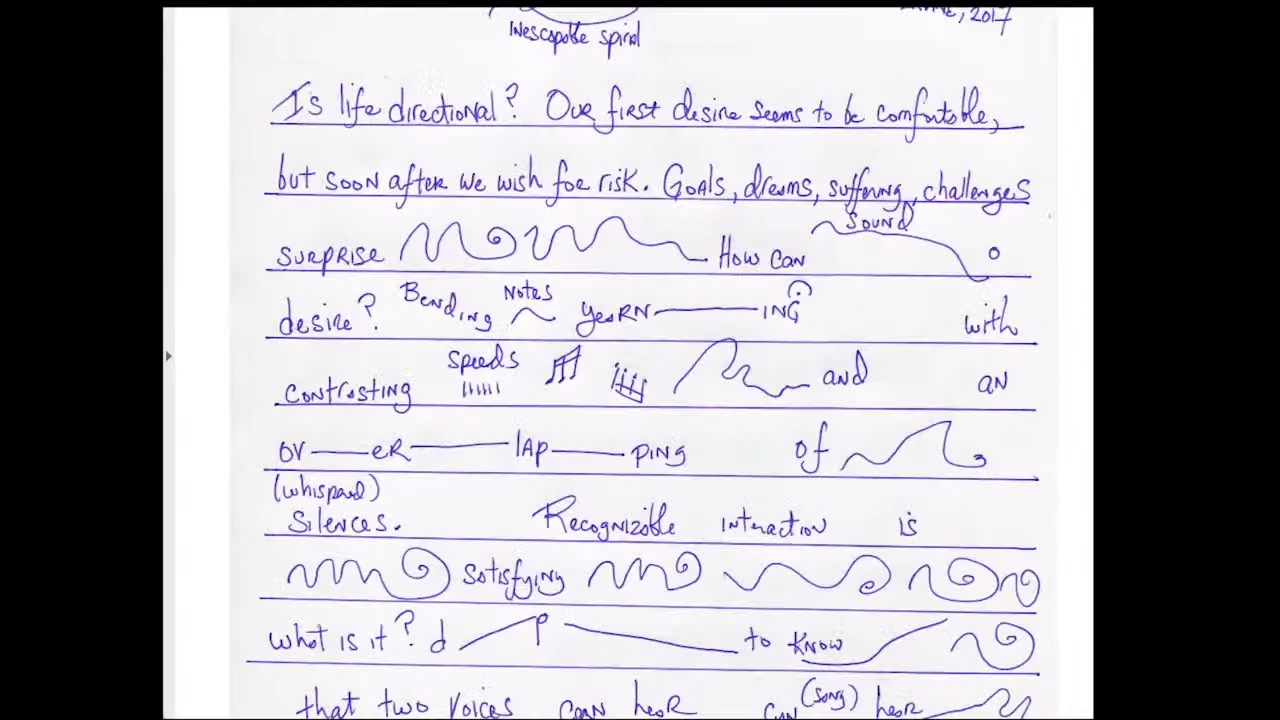 Inescapable spiral
2017
Is life directional? Our first desire seems to be comfortable,
but soon after we wish for risk. Goals, dreams, suffering, challenges
SURPRISE How can SOUND
desire? Bending Notes yeaRN ING with
Contrasting speeds and AN
OV eR lAP PING of
(whispered)
Silences. Recognizable interaction is
satisfying
what is it? d p to KNOW
that two voices can hear can (song) hear